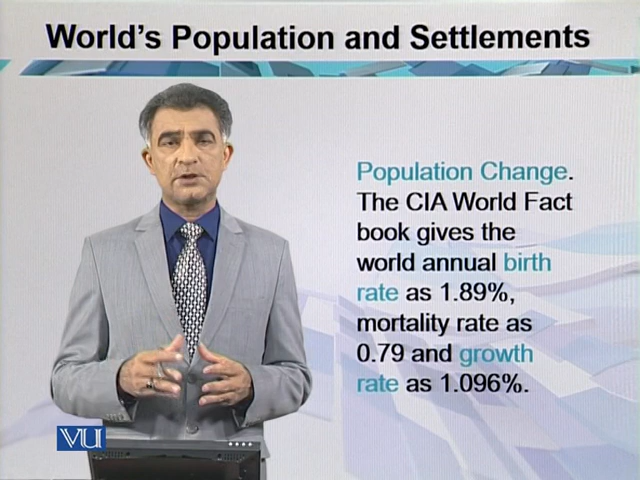 World's Population and Settlements
Population Change.
The CIA World Fact
book gives the
world annual birth
rate as 1.89%,
mortality rate as
0.79 and growth
rate as 1.096%.
VU